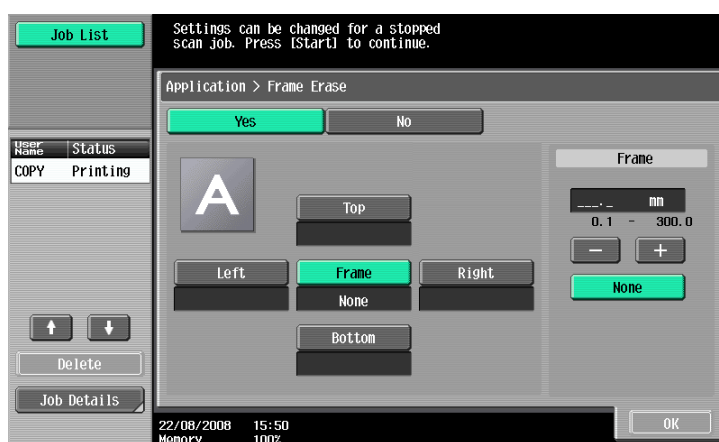 Job List
Settings can be changed for a stopped
scan job. Press [Start] to continue.
Application > Frame Erase
Yes No
User Name Status
COPY Printing
Frame
A
Top
___._ mm
0.1 - 300.0
- +
Left Frame Right
None
None
Bottom
Delete
Job Details
22/08/2008 15:50
Memory 100%
OK